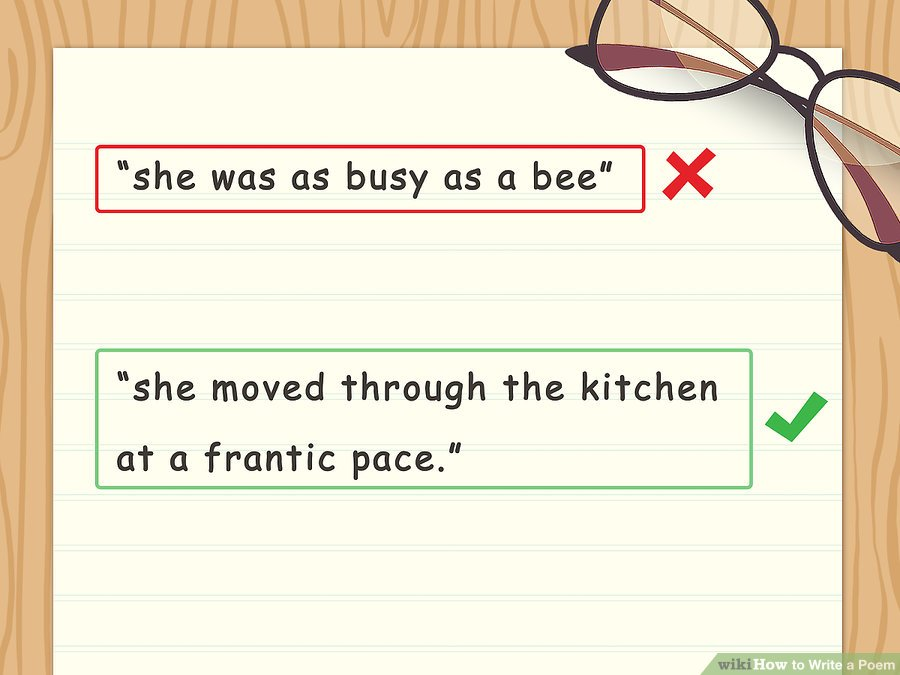 “she was as busy as a bee”
“she moved through the kitchen
at a frantic pace.”
wikiHow to Write a Poem